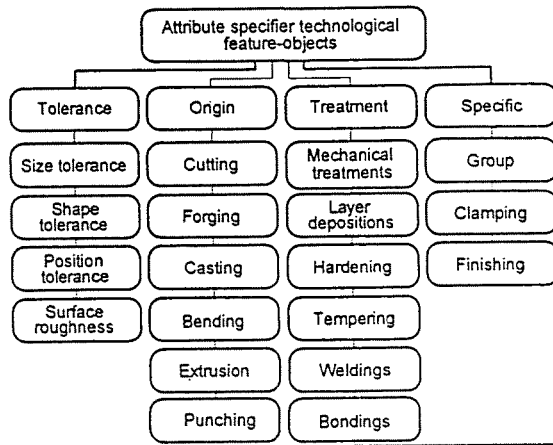 Attribute specifier technological
feature-objects
Tolerance
Origin
Treatment
Specific
Size tolerance
Cutting
Mechanical
treatments
Group
Shape
tolerance
Forging
Layer
depositions
Clamping
Position
tolerance
Casting
Hardening
Finishing
Surface
roughness
Bending
Tempering
Extrusion
Weldings
Punching
Bondings